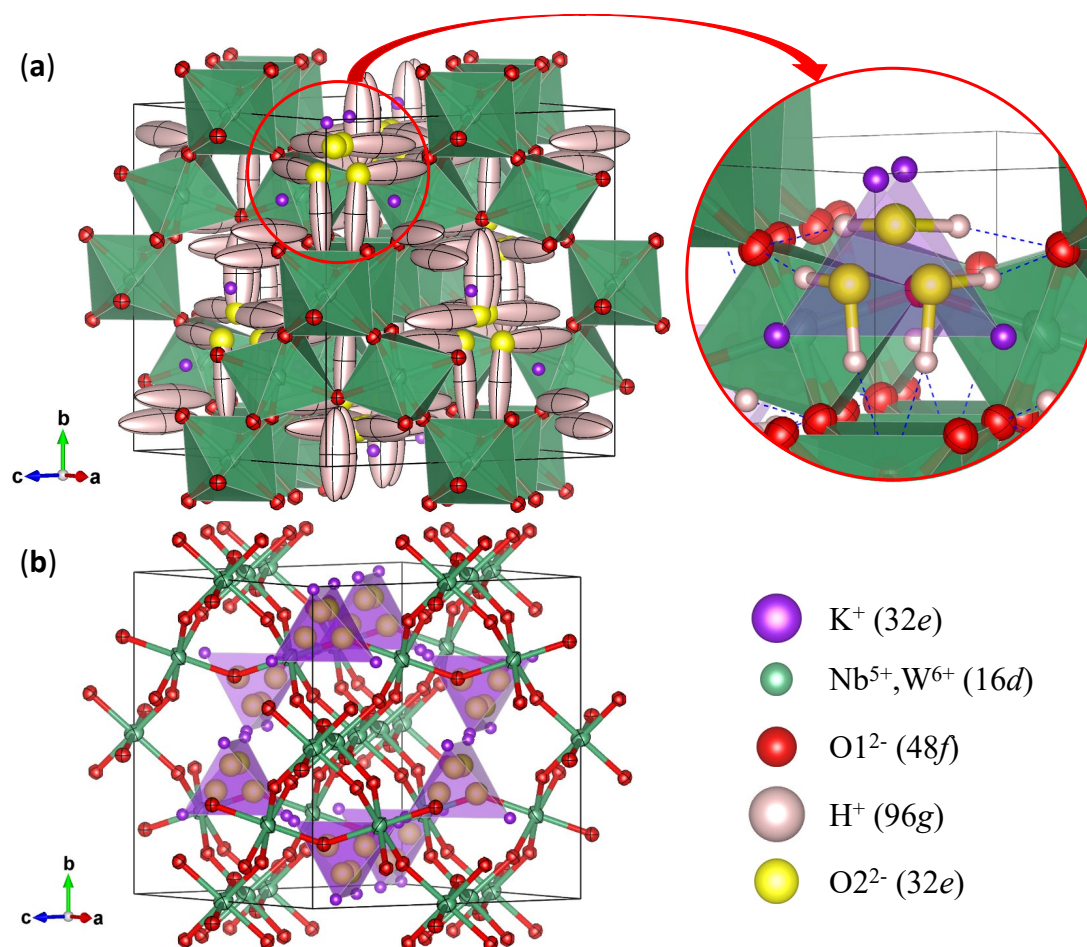 (a)
b
c
a
(b)
b
c
a
K⁺ (32e)
Nb⁵⁺,W⁶⁺ (16d)
O1²⁻ (48f)
H⁺ (96g)
O2²⁻ (32e)